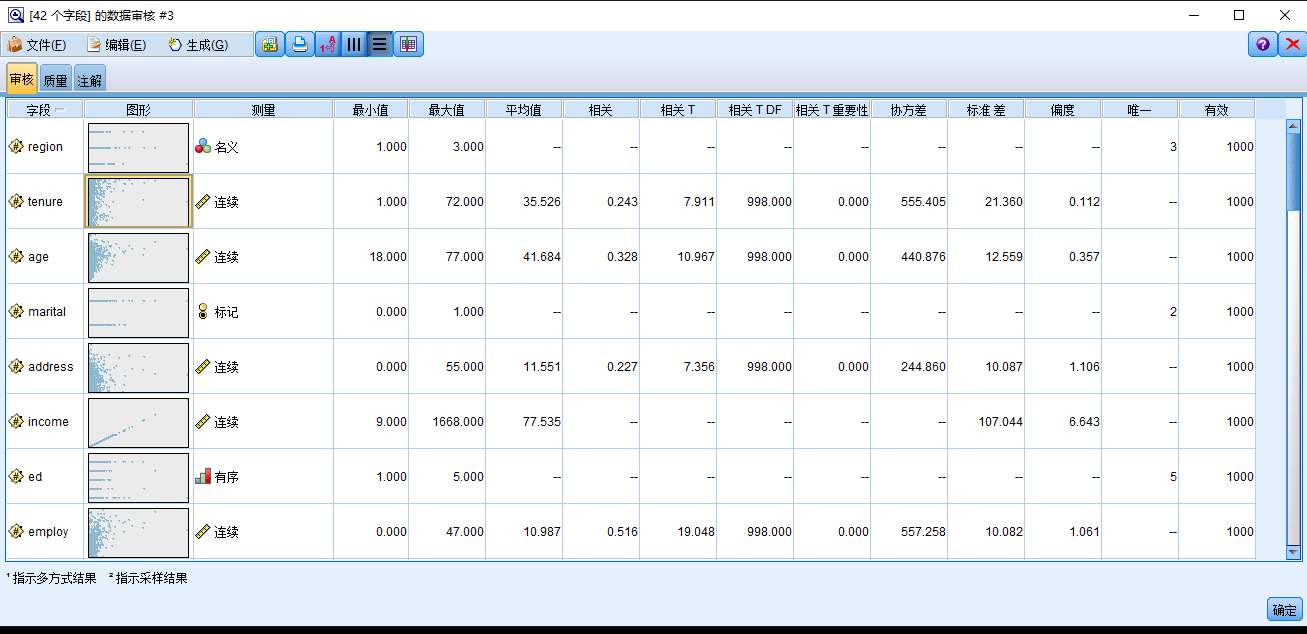 [42 个字段] 的数据审核 #3
文件(F) 编辑(E) 生成(G)
审核 质量 注解
字段 图形 测量 最小值 最大值 平均值 相关 相关 T 相关 T DF 相关 T 重要性 协方差 标准 差 偏度 唯一 有效
region 名义 1.000 3.000 -- -- -- -- -- -- -- -- 3 1000
tenure 连续 1.000 72.000 35.526 0.243 7.911 998.000 0.000 555.405 21.360 0.112 -- 1000
age 连续 18.000 77.000 41.684 0.328 10.967 998.000 0.000 440.876 12.559 0.357 -- 1000
marital 标记 0.000 1.000 -- -- -- -- -- -- -- -- 2 1000
address 连续 0.000 55.000 11.551 0.227 7.356 998.000 0.000 244.860 10.087 1.106 -- 1000
income 连续 9.000 1668.000 77.535 -- -- -- -- -- 107.044 6.643 -- 1000
ed 有序 1.000 5.000 -- -- -- -- -- -- -- -- 5 1000
employ 连续 0.000 47.000 10.987 0.516 19.048 998.000 0.000 557.258 10.082 1.061 -- 1000
¹ 指示多方式结果 ² 指示采样结果
确定